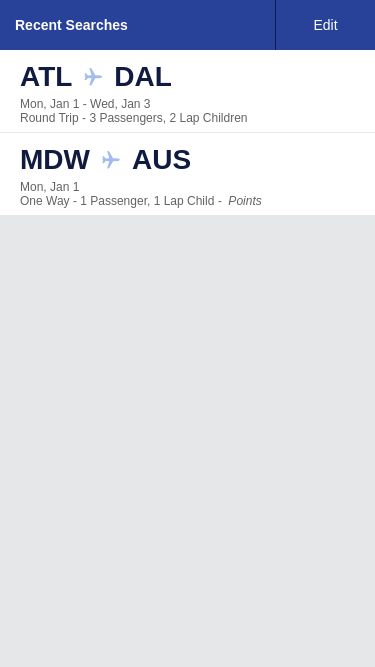 Recent Searches
Edit
ATL DAL
Mon, Jan 1 - Wed, Jan 3
Round Trip - 3 Passengers, 2 Lap Children
MDW AUS
Mon, Jan 1
One Way - 1 Passenger, 1 Lap Child - Points